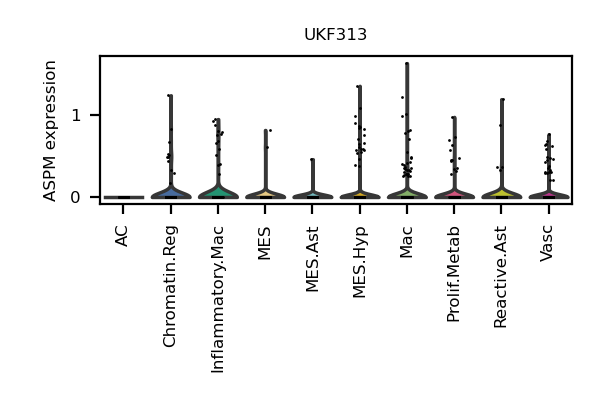 UKF313
ASPM expression
1
0
AC
Chromatin.Reg
Inflammatory.Mac
MES
MES.Ast
MES.Hyp
Mac
Prolif.Metab
Reactive.Ast
Vasc